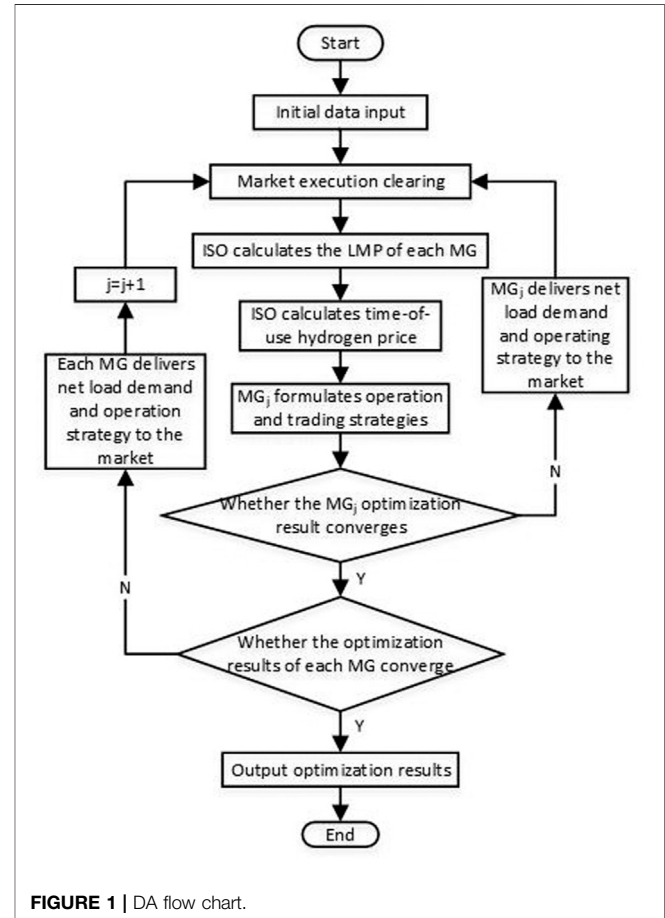 Start
Initial data input
Market execution clearing
ISO calculates the LMP of each MG
j=j+1
ISO calculates time-of-
use hydrogen price
MGj delivers net
load demand
and operating
strategy to the
market
Each MG delivers
net load demand
and operation
strategy to the
market
MGj formulates operation
and trading strategies
N
Whether the MGj optimization
result converges
Y
N
Whether the optimization
results of each MG converge
Y
Output optimization results
End
FIGURE 1 | DA flow chart.